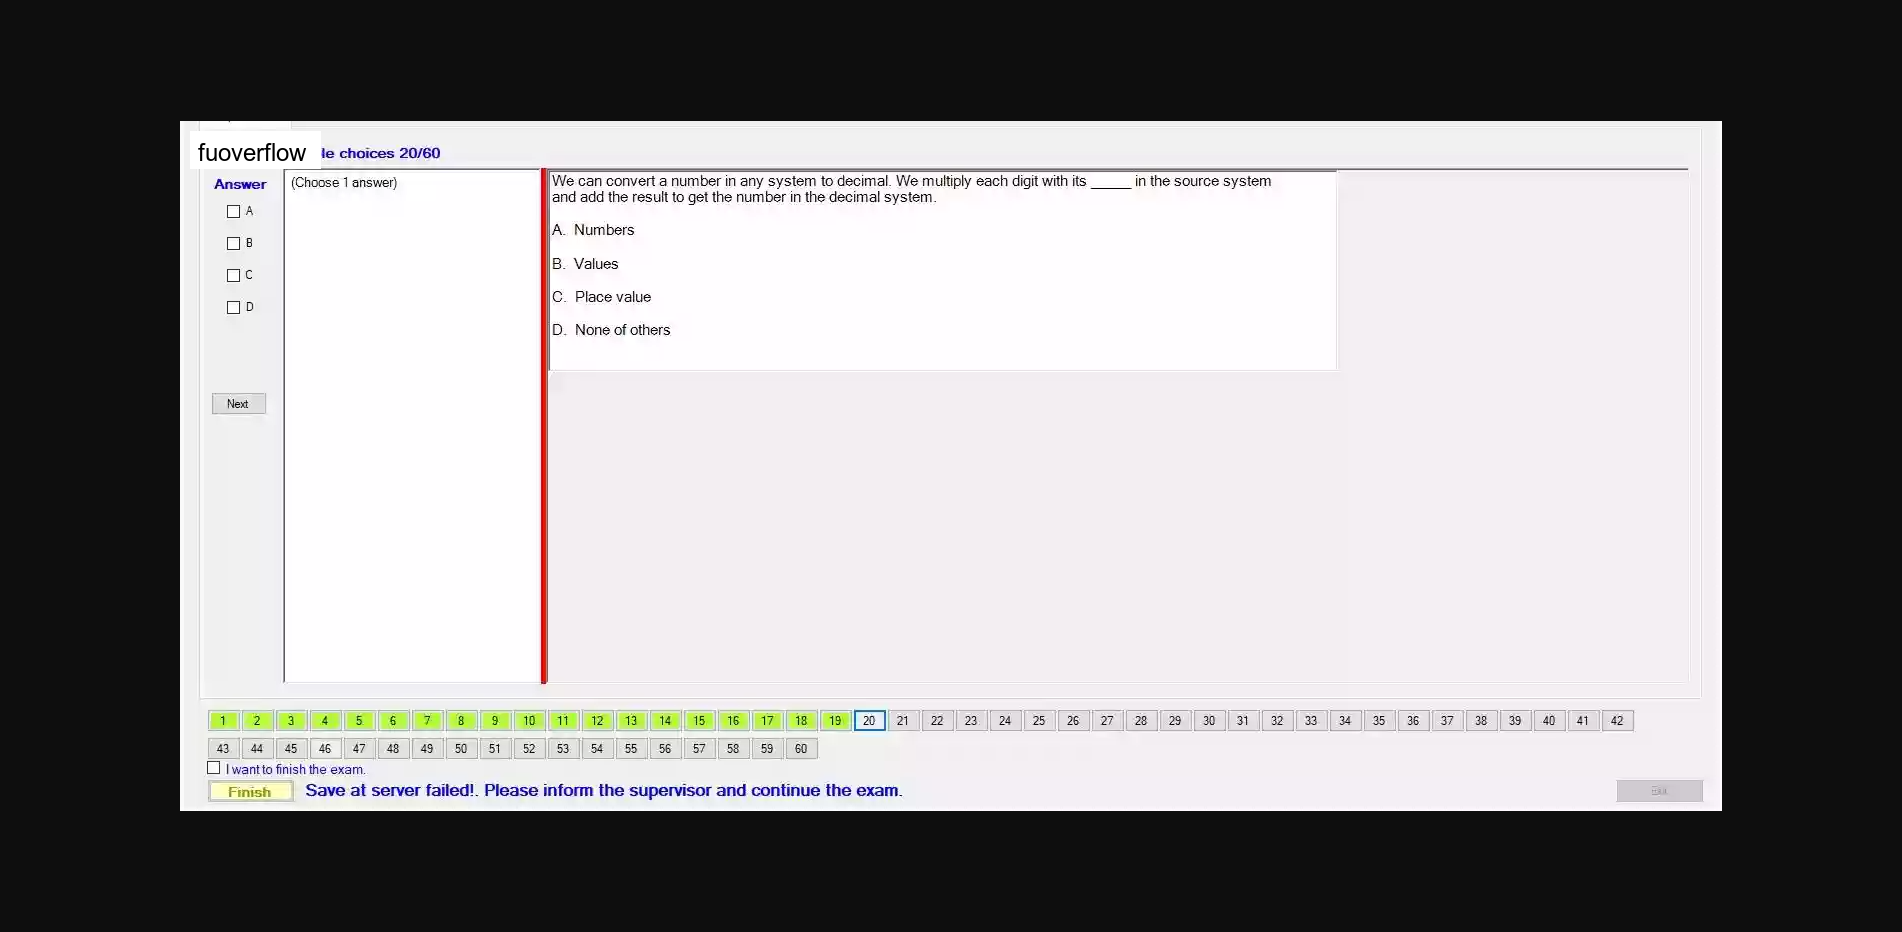 fuoverflow
le choices 20/60
Answer
A
B
C
D
Next
(Choose 1 answer)
We can convert a number in any system to decimal. We multiply each digit with its _____ in the source system
and add the result to get the number in the decimal system.
A. Numbers
B. Values
C. Place value
D. None of others
1 2 3 4 5 6 7 8 9 10 11 12 13 14 15 16 17 18 19 20 21 22 23 24 25 26 27 28 29 30 31 32 33 34 35 36 37 38 39 40 41 42
43 44 45 46 47 48 49 50 51 52 53 54 55 56 57 58 59 60
I want to finish the exam.
Finish Save at server failed!. Please inform the supervisor and continue the exam.
Exit